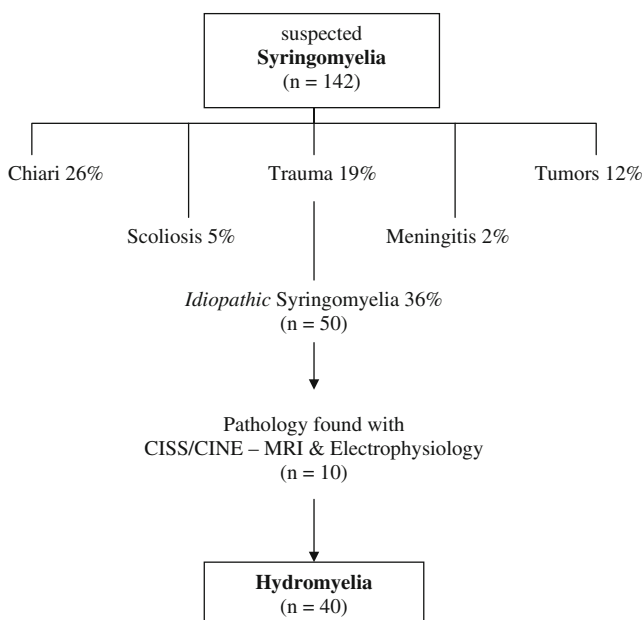 suspected
Syringomyelia
(n = 142)
Chiari 26%
Trauma 19%
Tumors 12%
Scoliosis 5%
Meningitis 2%
Idiopathic Syringomyelia 36%
(n = 50)
Pathology found with
CISS/CINE – MRI & Electrophysiology
(n = 10)
Hydromyelia
(n = 40)